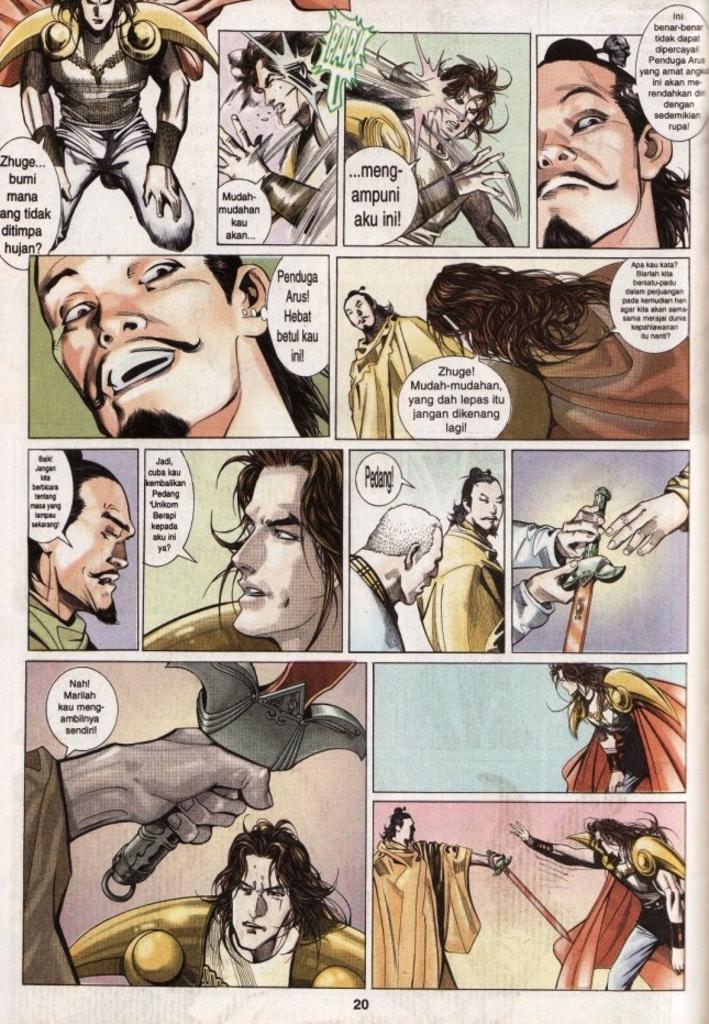 Zhuge...
bumi
mana
ang tidak
ditimpa
hujan?
PAP!
Mudah-
mudahan
kau
akan...
...meng-
ampuni
aku ini!
Ini
benar-benar
tidak dapat
dipercayai!
Penduga Arus
yang amat angkuh
ini akan me-
rendahkan diri
dengan
sedemikian
rupa!
Penduga
Arus!
Hebat
betul kau
ini!
Zhuge!
Mudah-mudahan,
yang dah lepas itu
jangan dikenang
lagi!
Apa kau kata?
Biarlah kita
bersatu-padu
dalam perjuangan
pada kemudian hari
agar kita akan sama-
sama merajai dunia
kepahlawanan
itu nanti?
Baik!
Jangan
kita
berbicara
tentang
masa yang
lampau
sekarang!
Jadi,
cuba kau
kembalikan
Pedang
'Unikom
Berapi
kepada
aku ini
ya?
Pedang!
Nah!
Marilah
kau meng-
ambilnya
sendiri!
20